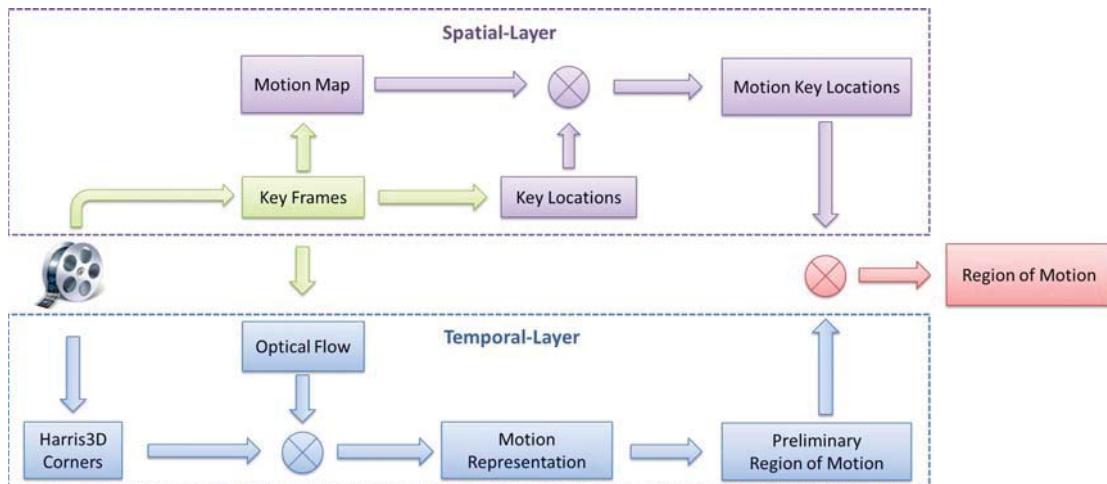 Spatial-Layer
Motion Map
Motion Key Locations
Key Frames
Key Locations
Region of Motion
Temporal-Layer
Optical Flow
Harris3D
Corners
Motion
Representation
Preliminary
Region of Motion